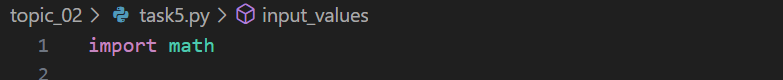 topic_02 > task5.py > input_values
1 import math
2